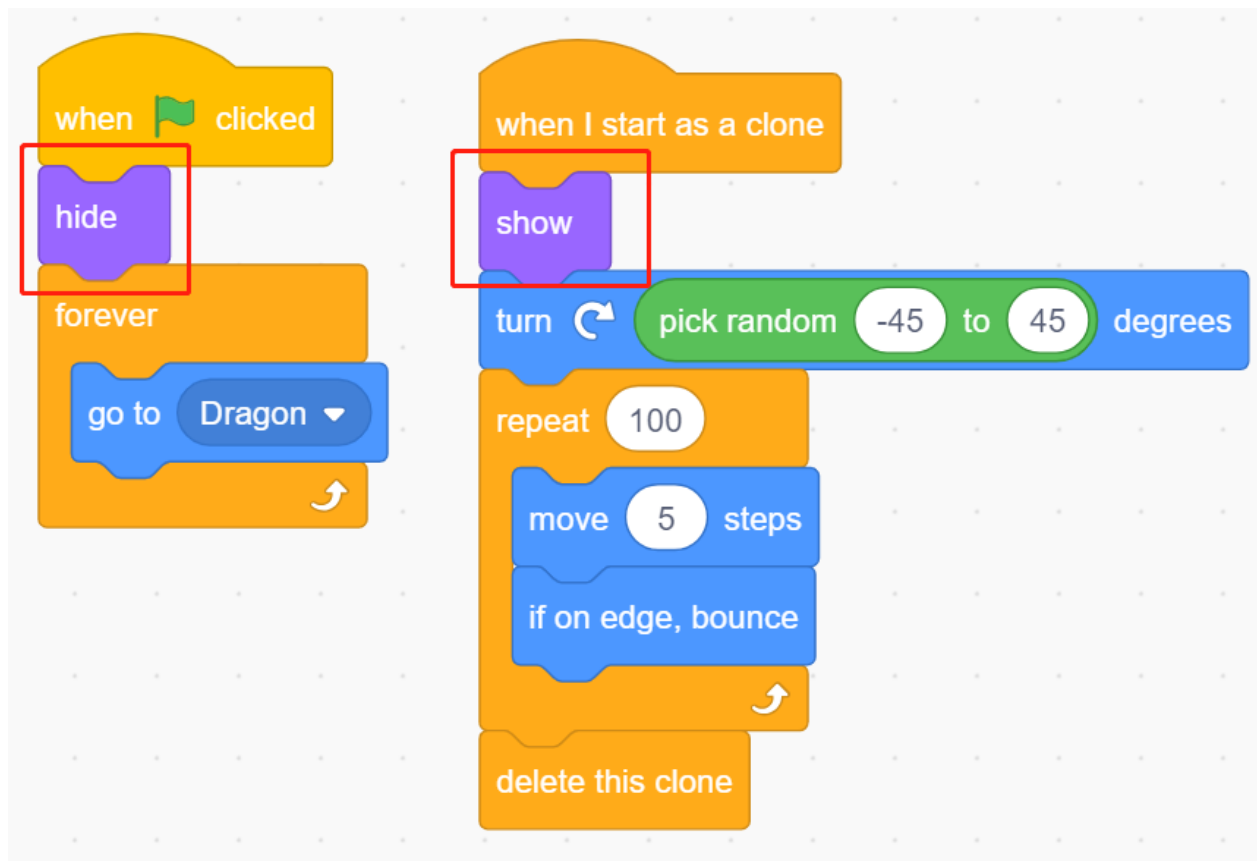 when clicked
hide
forever
go to Dragon
when I start as a clone
show
turn pick random -45 to 45 degrees
repeat 100
move 5 steps
if on edge, bounce
delete this clone